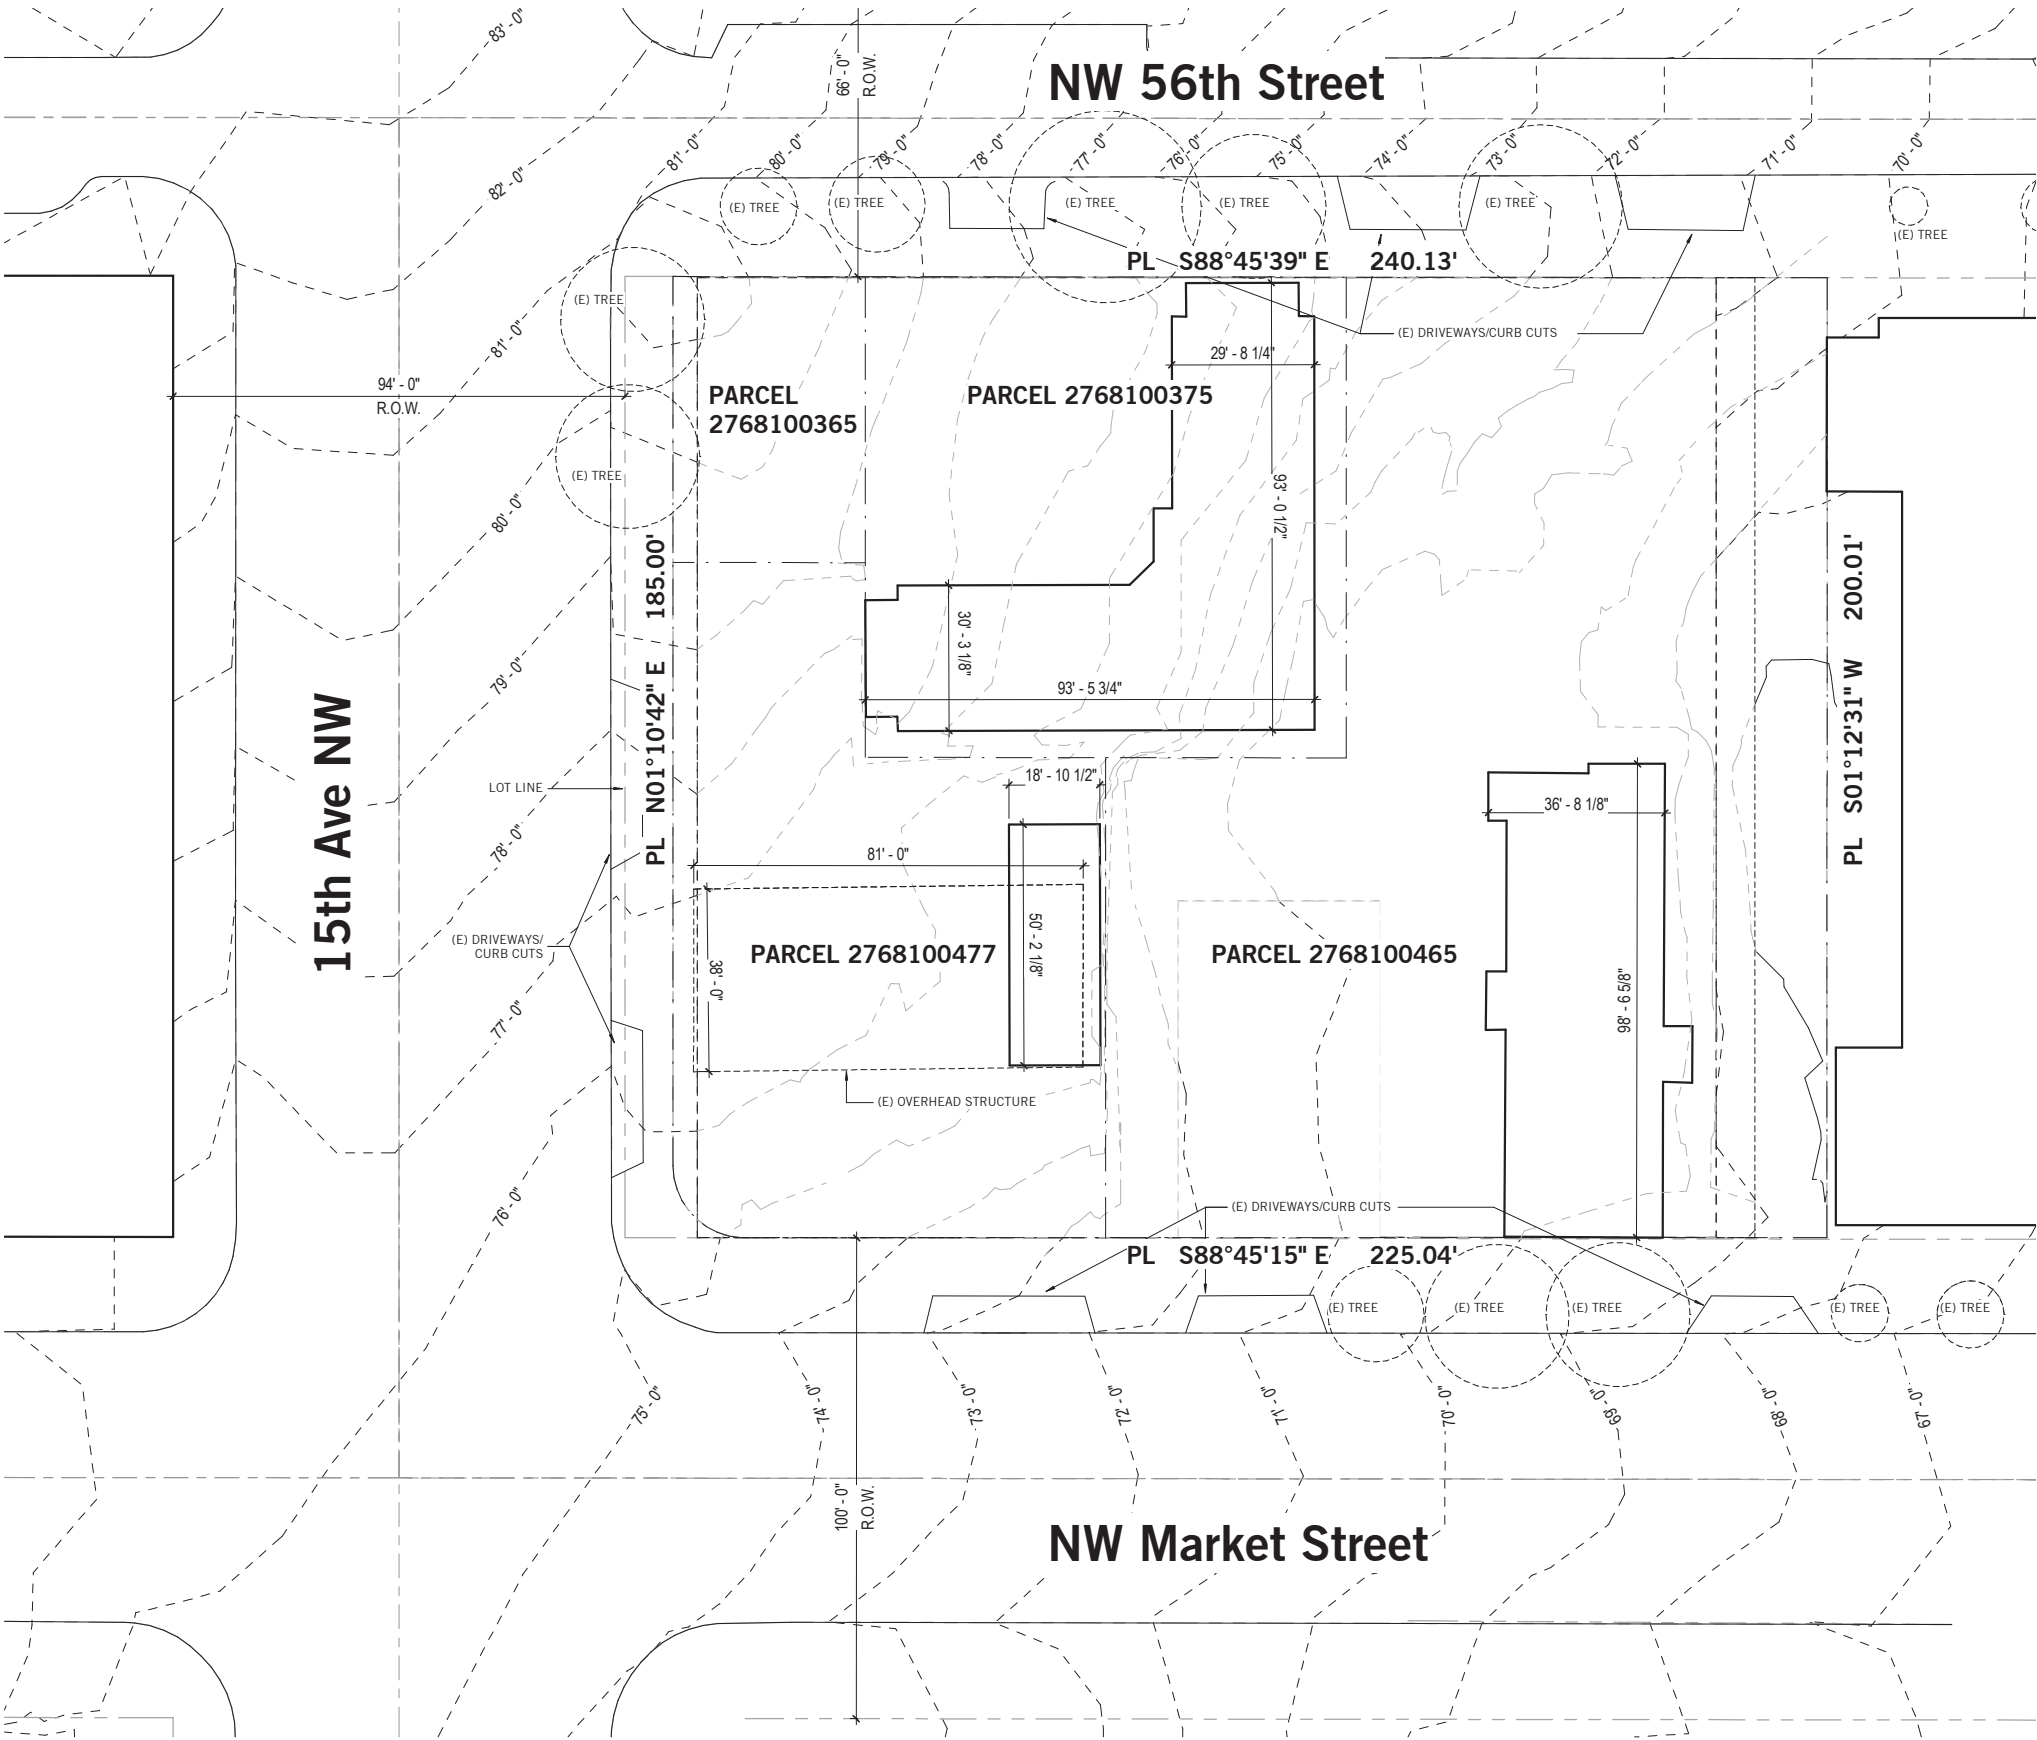 83' - 0"
66' - 0"
R.O.W.
NW 56th Street
82' - 0"
81' - 0"
80' - 0"
79' - 0"
78' - 0"
77' - 0"
76' - 0"
75' - 0"
74' - 0"
73' - 0"
72' - 0"
71' - 0"
70' - 0"
(E) TREE
(E) TREE
(E) TREE
(E) TREE
(E) TREE
(E) TREE
PL S88°45'39" E 240.13'
(E) TREE
(E) DRIVEWAYS/CURB CUTS
81' - 0"
29' - 8 1/4"
94' - 0"
R.O.W.
PARCEL
2768100365
PARCEL 2768100375
(E) TREE
80' - 0"
93' - 0 1/2"
PL N01°10'42" E 185.00'
PL S01°12'31" W 200.01'
30' - 3 1/8"
79' - 0"
93' - 5 3/4"
15th Ave NW
LOT LINE
18' - 10 1/2"
36' - 8 1/8"
78' - 0"
81' - 0"
(E) DRIVEWAYS/
CURB CUTS
PARCEL 2768100477
50' - 2 1/8"
PARCEL 2768100465
38' - 0"
98' - 6 5/8"
77' - 0"
(E) OVERHEAD STRUCTURE
76' - 0"
(E) DRIVEWAYS/CURB CUTS
PL S88°45'15" E 225.04'
(E) TREE
(E) TREE
(E) TREE
(E) TREE
(E) TREE
75' - 0"
74' - 0"
73' - 0"
72' - 0"
71' - 0"
70' - 0"
69' - 0"
68' - 0"
67' - 0"
100' - 0"
R.O.W.
NW Market Street